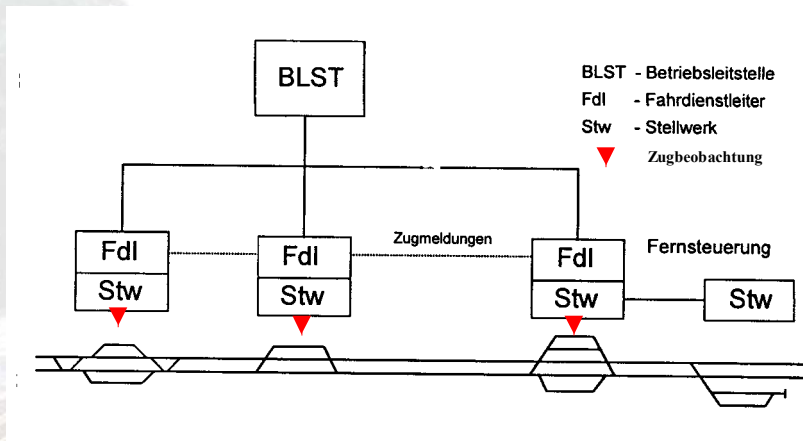 BLST
BLST - Betriebsleitstelle
Fdl - Fahrdienstleiter
Stw - Stellwerk
Zugbeobachtung
Fdl
Stw
Fdl
Stw
Zugmeldungen
Fdl
Stw
Fernsteuerung
Stw